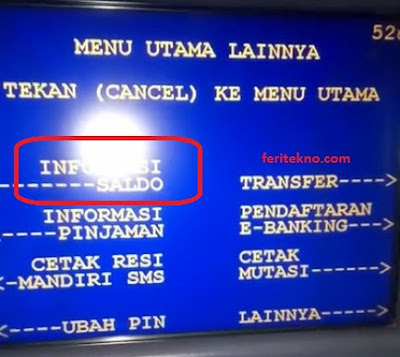 526
MENU UTAMA LAINNYA
TEKAN (CANCEL) KE MENU UTAMA
feritekno.com
INFORMASI
--------SALDO
TRANSFER---->
INFORMASI
-----PINJAMAN
PENDAFTARAN
E-BANKING--->
CETAK RESI
<-MANDIRI SMS
CETAK
MUTASI------>
<----UBAH PIN
LAINNYA----->